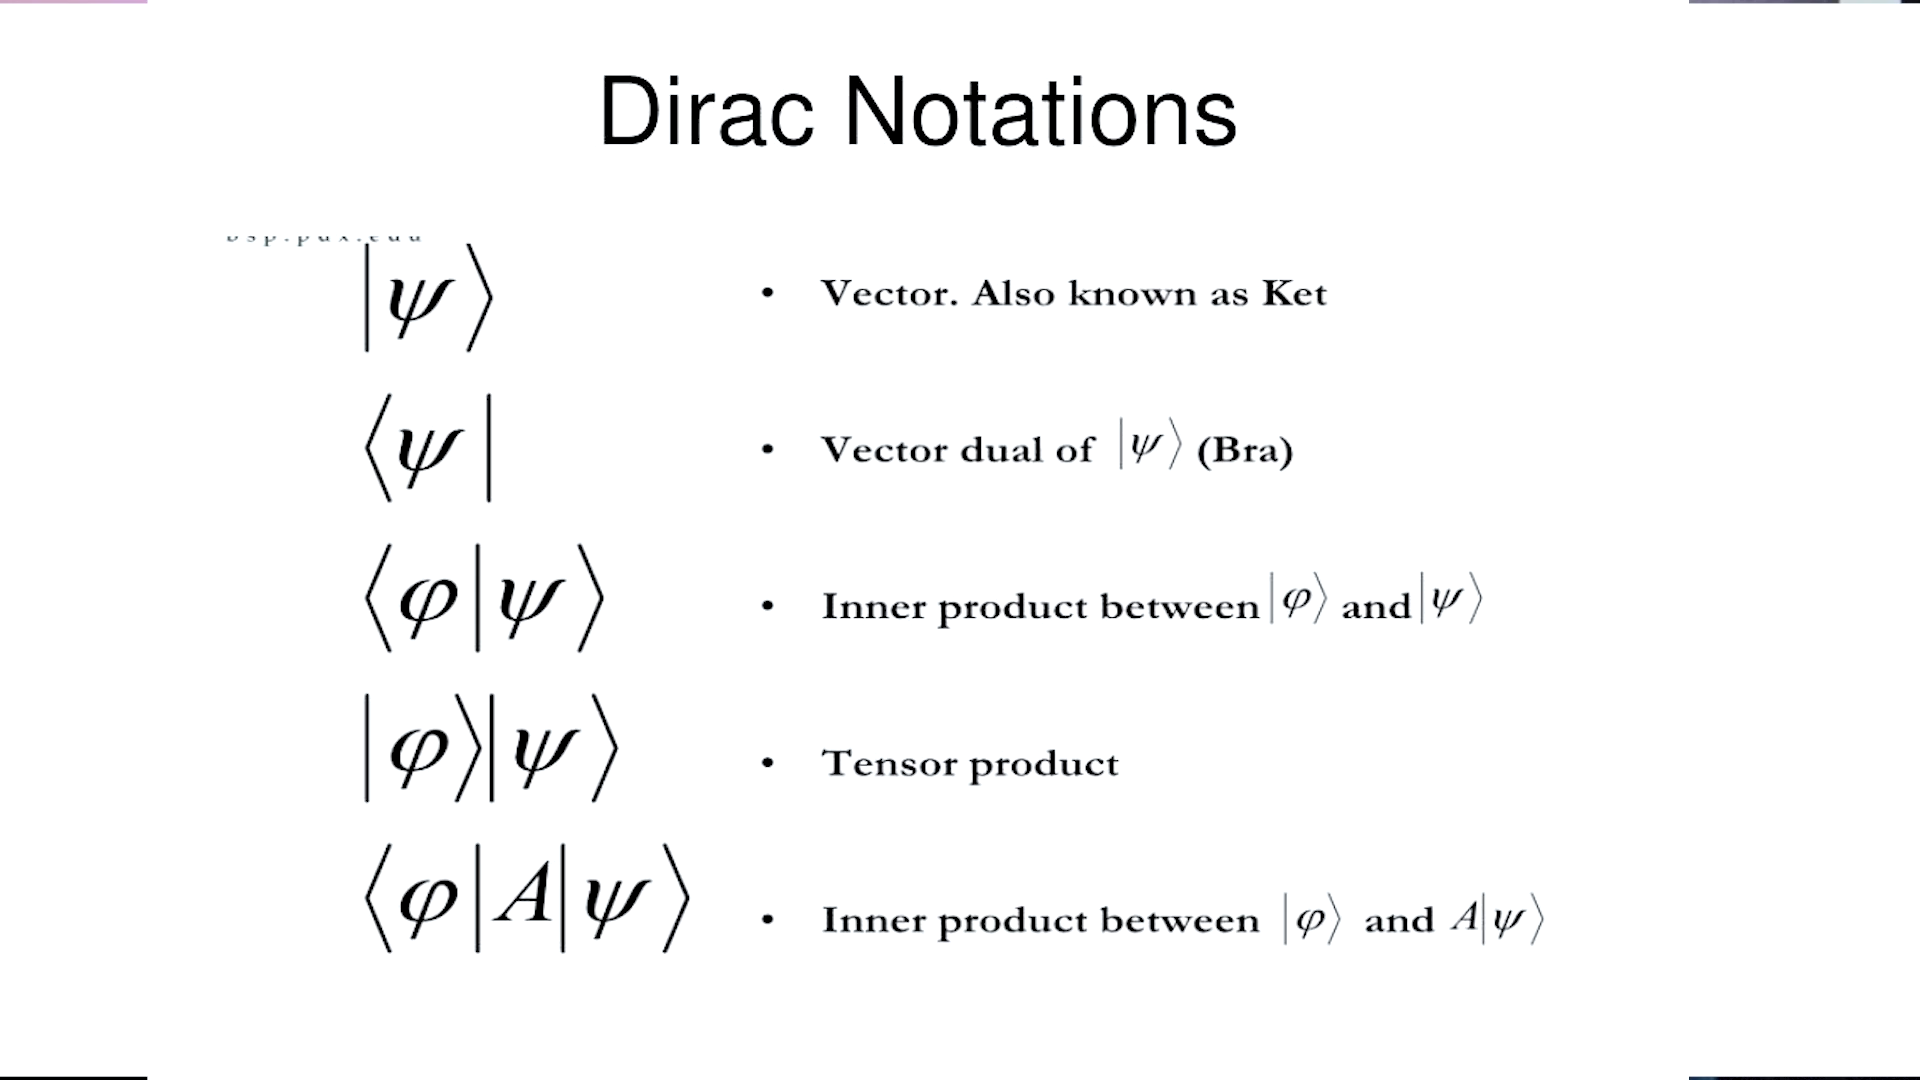 Dirac Notations
|ψ⟩ • Vector. Also known as Ket
⟨ψ| • Vector dual of |ψ⟩ (Bra)
⟨φ|ψ⟩ • Inner product between |φ⟩ and |ψ⟩
|φ⟩|ψ⟩ • Tensor product
⟨φ|A|ψ⟩ • Inner product between |φ⟩ and A|ψ⟩